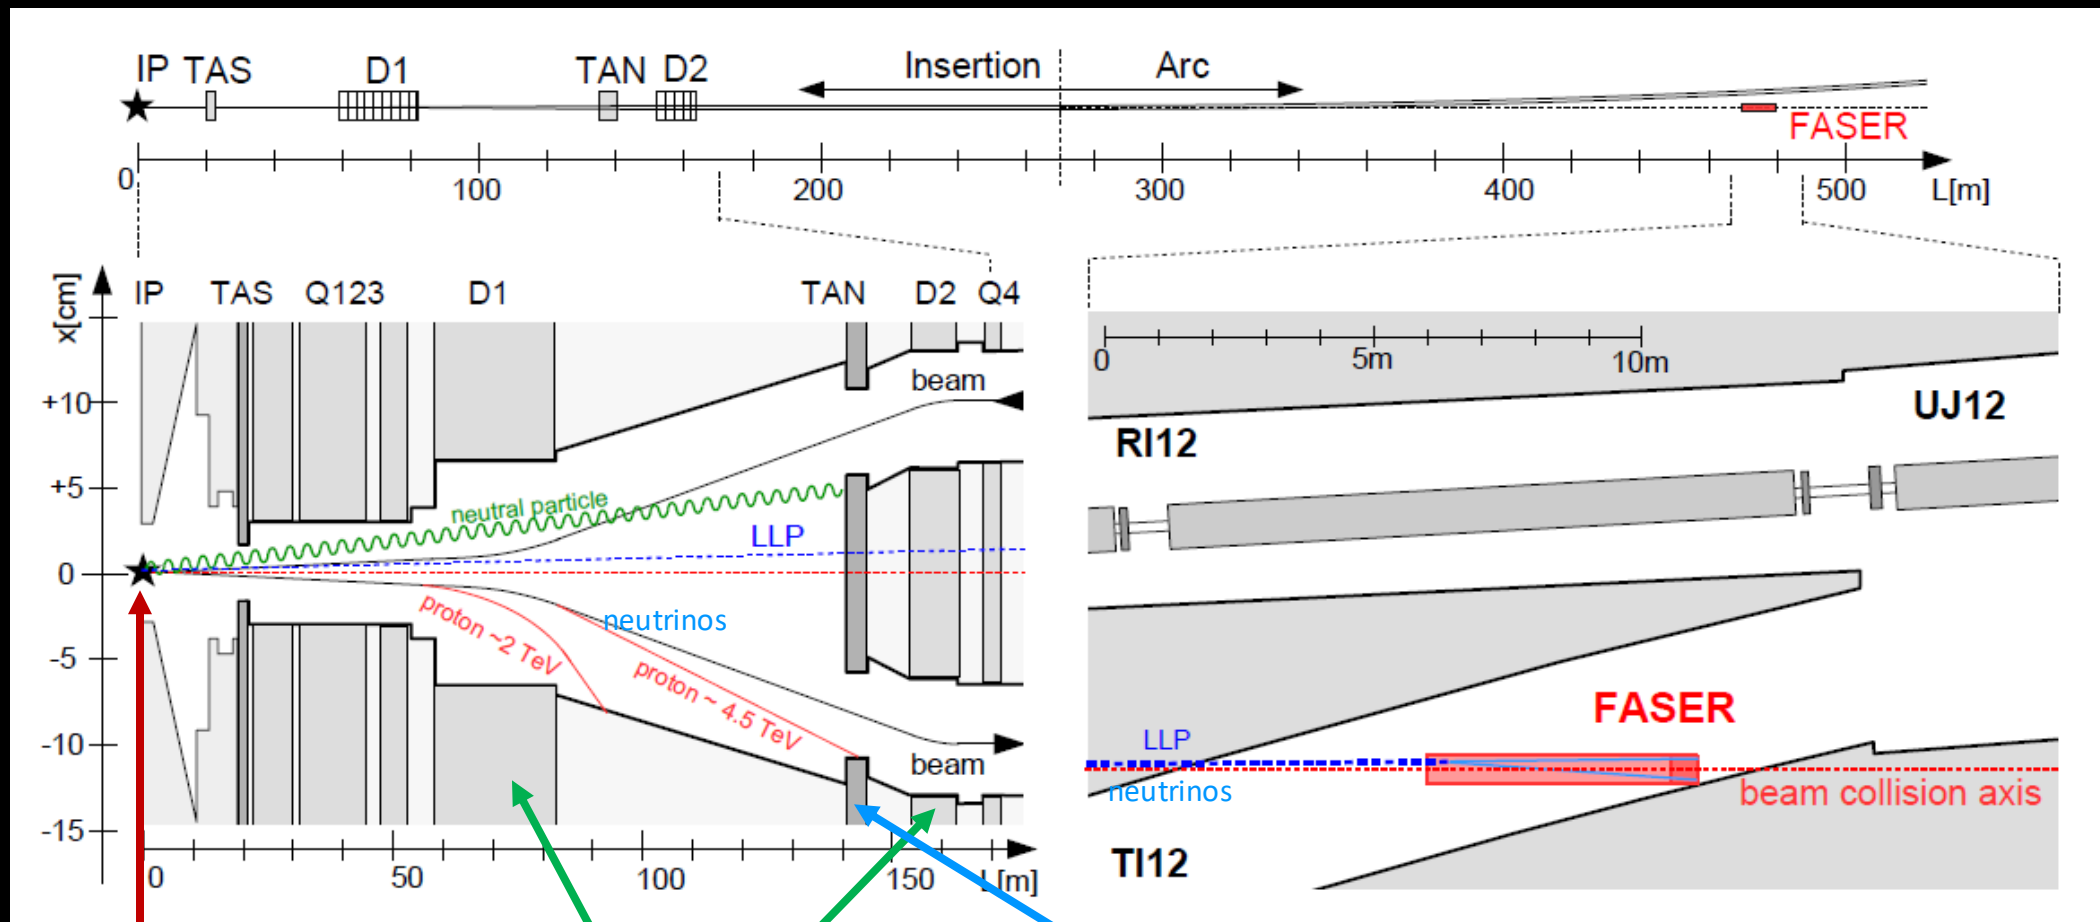 IP TAS D1 TAN D2 Insertion Arc
FASER
0 100 200 300 400 500 L[m]
x[cm]
IP TAS Q123 D1 TAN D2 Q4
+10
+5
0
-5
-10
-15
beam
neutral particle
LLP
neutrinos
proton ~2 TeV
proton ~ 4.5 TeV
beam
0 50 100 150 L[m]
0 5m 10m
UJ12
RI12
FASER
LLP
neutrinos
beam collision axis
TI12